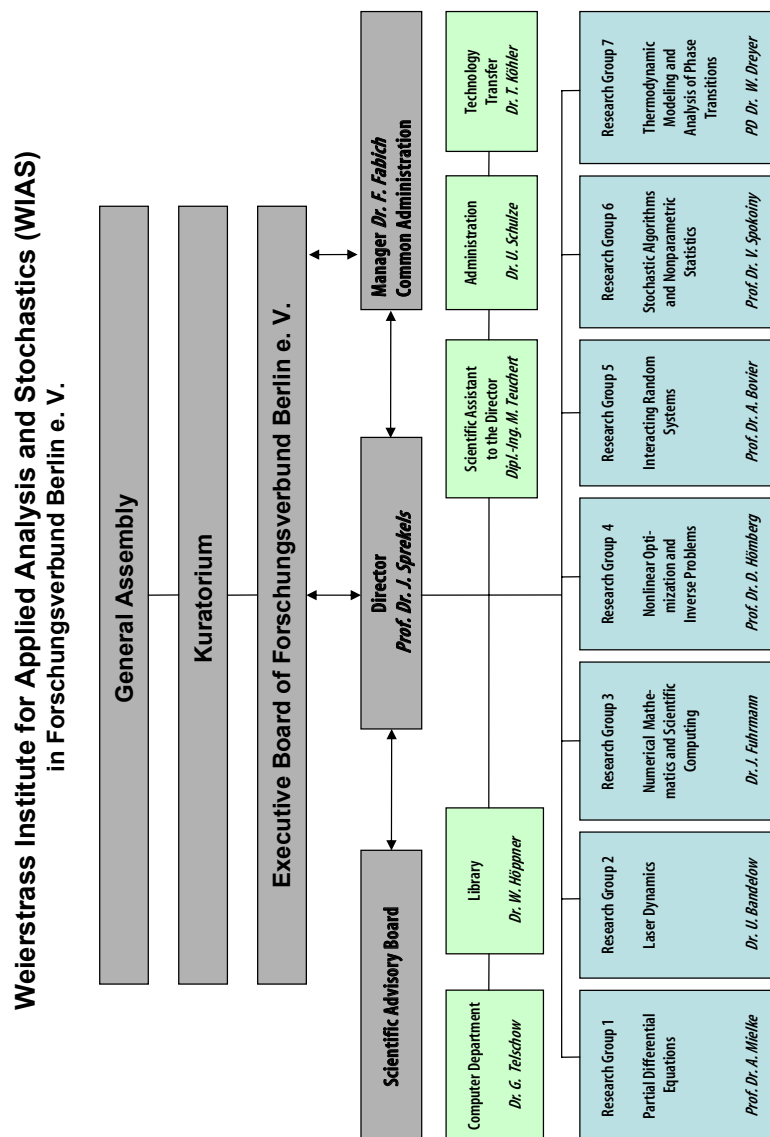 Weierstrass Institute for Applied Analysis and Stochastics (WIAS)
in Forschungsverbund Berlin e. V.
General Assembly
Kuratorium
Executive Board of Forschungsverbund Berlin e. V.
Scientific Advisory Board
Director
Prof. Dr. J. Sprekels
Manager Dr. F. Fabich
Common Administration
Computer Department
Dr. G. Telschow
Library
Dr. W. Höppner
Scientific Assistant
to the Director
Dipl.-Ing. M. Teuchert
Administration
Dr. U. Schulze
Technology
Transfer
Dr. T. Köhler
Research Group 1
Partial Differential
Equations
Prof. Dr. A. Mielke
Research Group 2
Laser Dynamics
Dr. U. Bandelow
Research Group 3
Numerical Mathe-
matics and Scientific
Computing
Dr. J. Fuhrmann
Research Group 4
Nonlinear Opti-
mization and
Inverse Problems
Prof. Dr. D. Hömberg
Research Group 5
Interacting Random
Systems
Prof. Dr. A. Bovier
Research Group 6
Stochastic Algorithms
and Nonparametric
Statistics
Prof. Dr. V. Spokoiny
Research Group 7
Thermodynamic
Modeling and
Analysis of Phase
Transitions
PD Dr. W. Dreyer